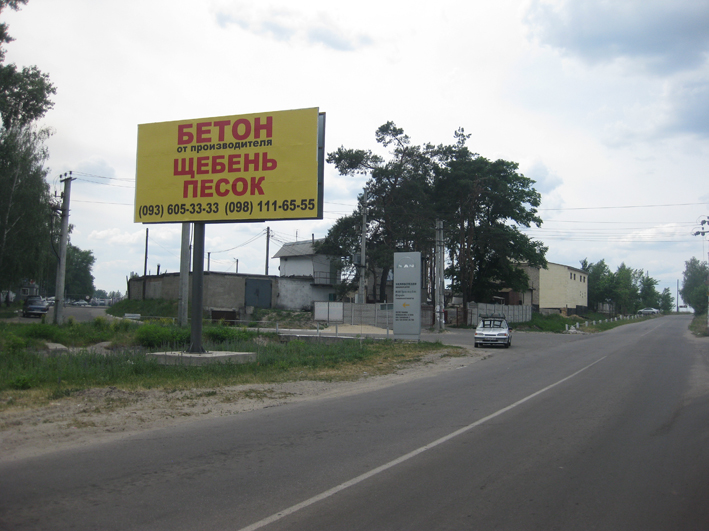 БЕТОН
от производителя
ЩЕБЕНЬ
ПЕСОК
(093) 605-33-33 (098) 111-65-55